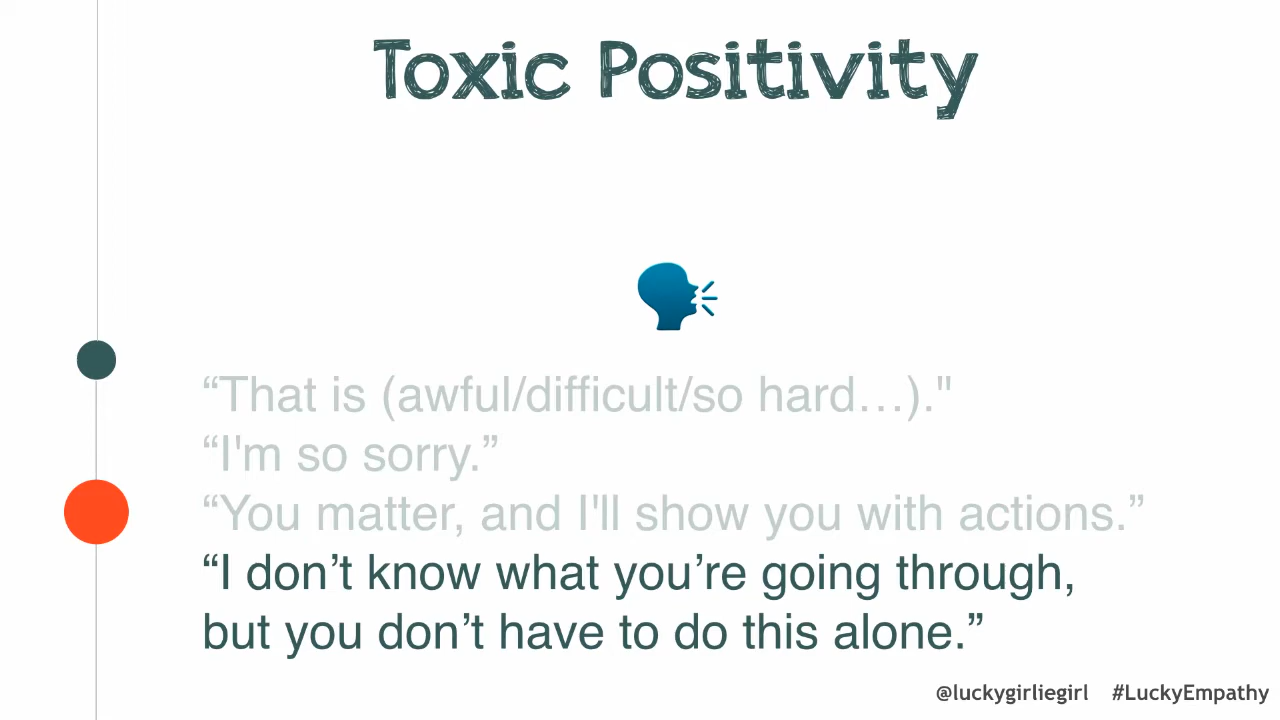 Toxic Positivity
“That is (awful/difficult/so hard…)."
“I'm so sorry.”
“You matter, and I'll show you with actions.”
“I don’t know what you’re going through,
but you don’t have to do this alone.”
@luckygirliegirl #LuckyEmpathy